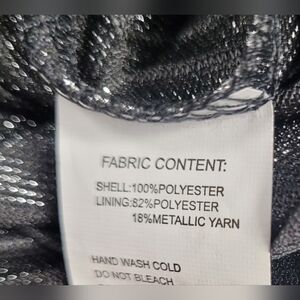 FABRIC CONTENT:
SHELL:100%POLYESTER
LINING:82%POLYESTER
18%METALLIC YARN
HAND WASH COLD
DO NOT BLEACH